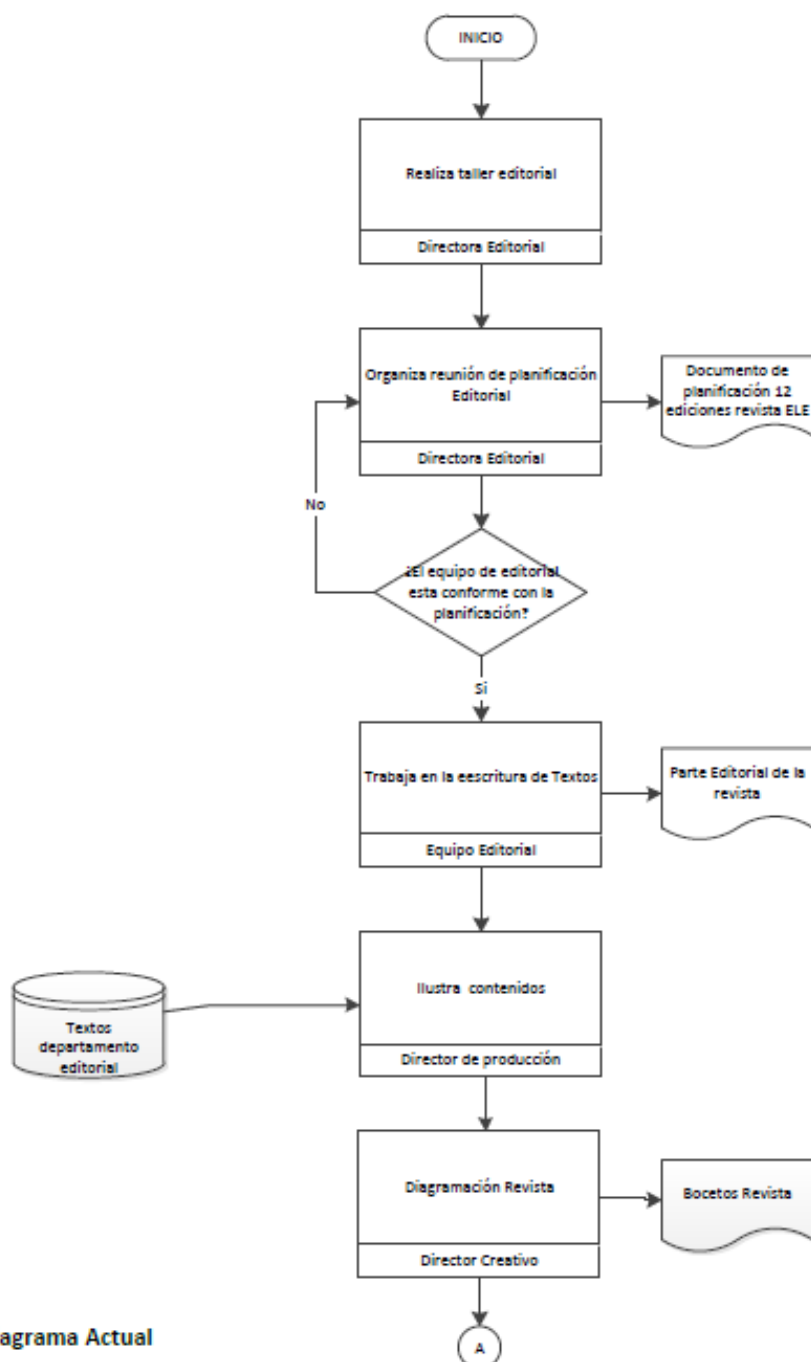 INICIO
Realiza taller editorial
Directora Editorial
Organiza reunión de planificación
Editorial
Directora Editorial
Documento de
planificación 12
ediciones revista ELE
No
¿El equipo de editorial
esta conforme con la
planificación?
Si
Trabaja en la eescritura de Textos
Equipo Editorial
Parte Editorial de la
revista
Ilustra contenidos
Director de producción
Textos
departamento
editorial
Diagramación Revista
Director Creativo
Bocetos Revista
agrama Actual
A